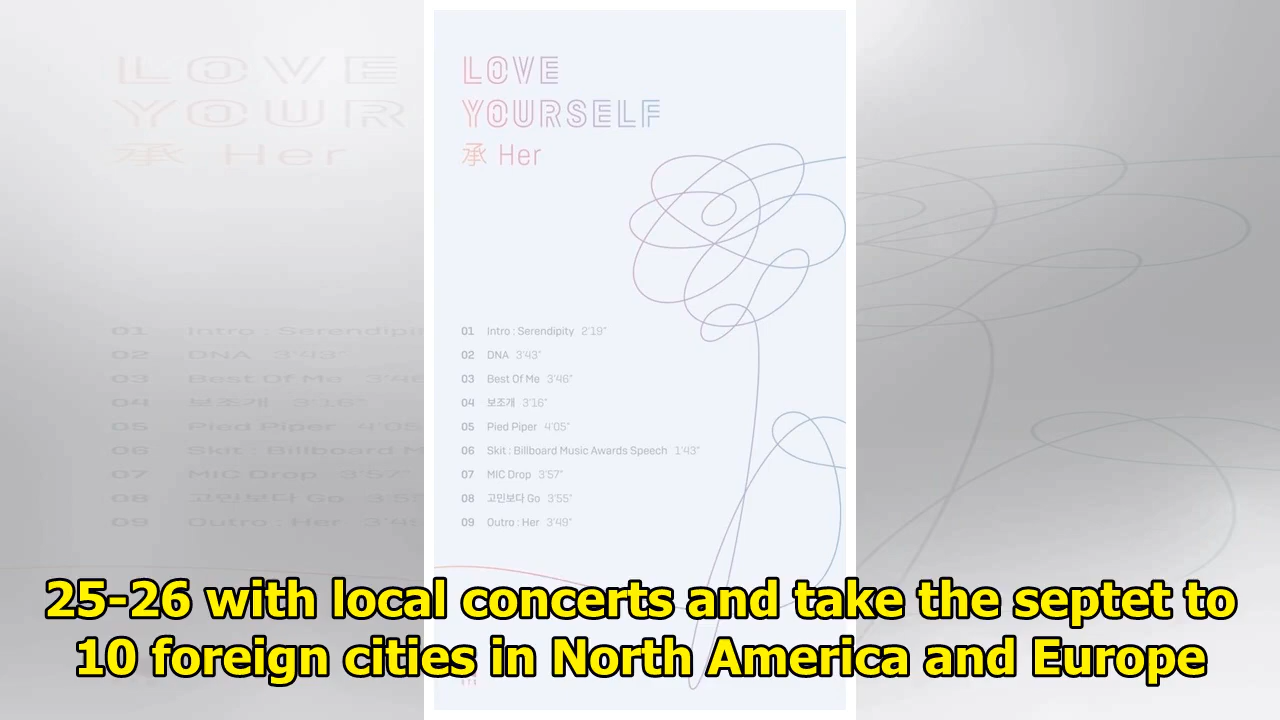 LOVE
YOURSELF
承 Her
01 Intro : Serendipity 2'19"
02 DNA 3'43"
03 Best Of Me 3'46"
04 보조개 3'16"
05 Pied Piper 4'05"
06 Skit : Billboard Music Awards Speech 1'43"
07 MIC Drop 3'57"
08 고민보다 Go 3'55"
09 Outro : Her 3'49"
25-26 with local concerts and take the septet to
10 foreign cities in North America and Europe